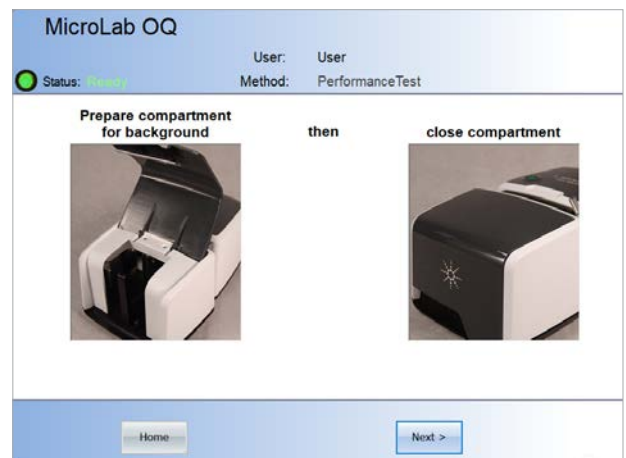 MicroLab OQ
User: User
Status: Ready Method: PerformanceTest
Prepare compartment
for background then close compartment
Home Next >